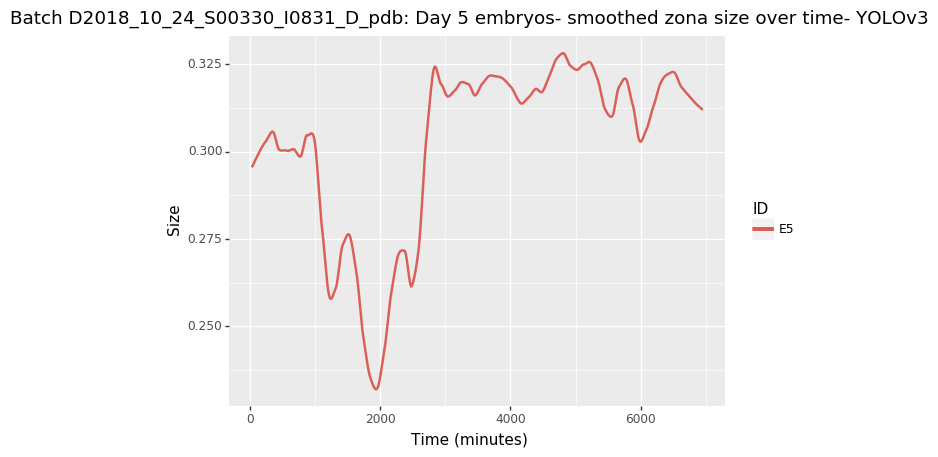 Batch D2018_10_24_S00330_I0831_D_pdb: Day 5 embryos- smoothed zona size over time- YOLOv3
0.325
0.300
0.275
0.250
Size
0
2000
4000
6000
Time (minutes)
ID
E5